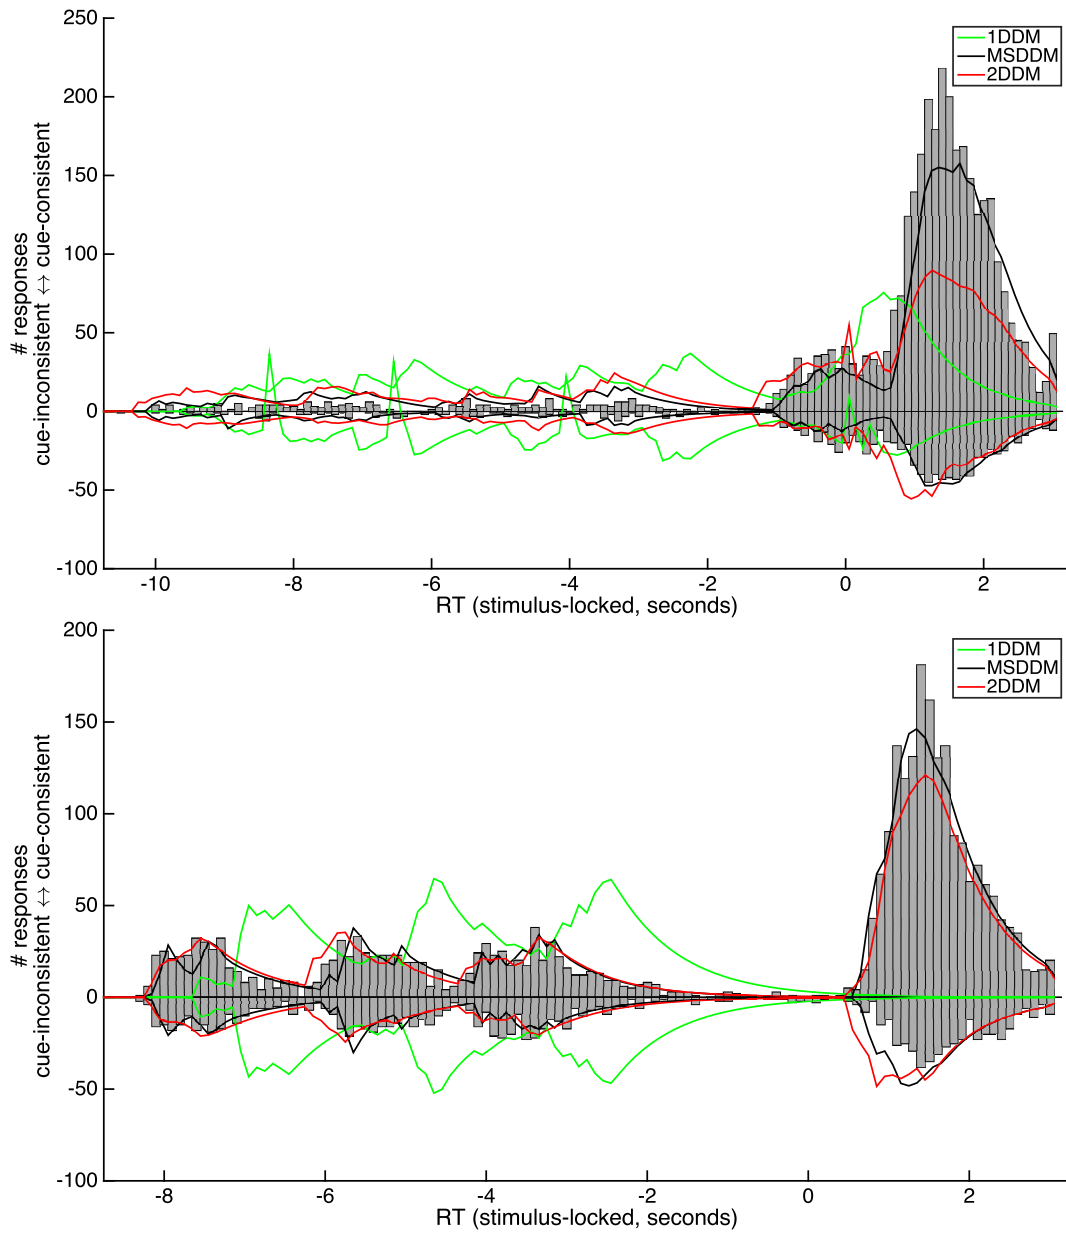 250
200
150
100
50
0
-50
-100
# responses
cue-inconsistent ↔ cue-consistent
1DDM
MSDDM
2DDM
-10 -8 -6 -4 -2 0 2
RT (stimulus-locked, seconds)
200
150
100
50
0
-50
-100
# responses
cue-inconsistent ↔ cue-consistent
1DDM
MSDDM
2DDM
-8 -6 -4 -2 0 2
RT (stimulus-locked, seconds)